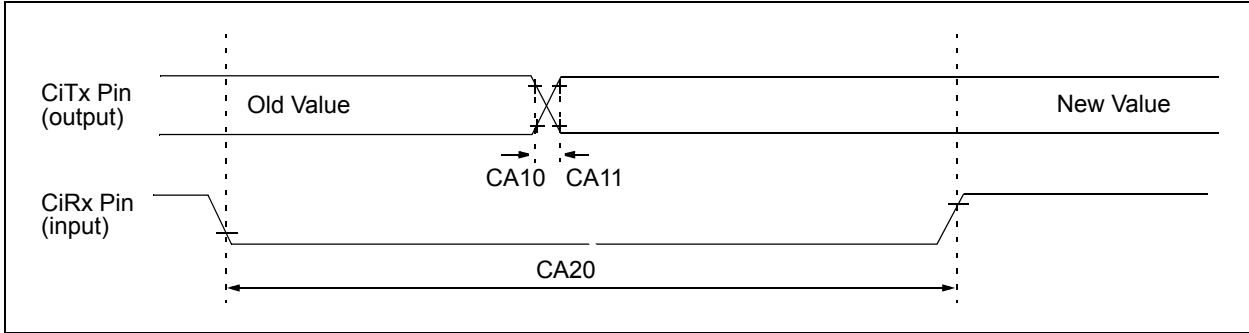 CiTx Pin
(output)
Old Value
New Value
CA10 CA11
CiRx Pin
(input)
CA20